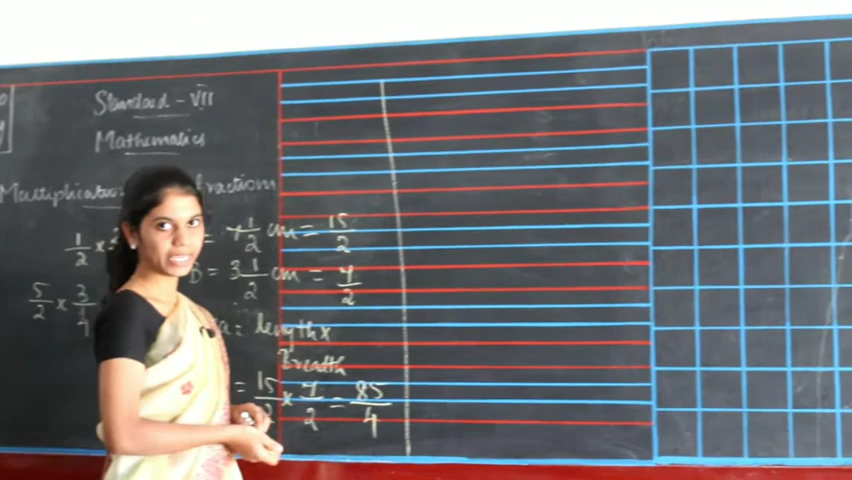 Standard - VII
Mathematics
Multiplication fraction
1/2 ×
= 7 1/2 cm = 15/2
5/2 × 3/
B = 3 1/2 cm = 7/2
a = length ×
Breadth
= 15/2 × 7/2 = 85/4